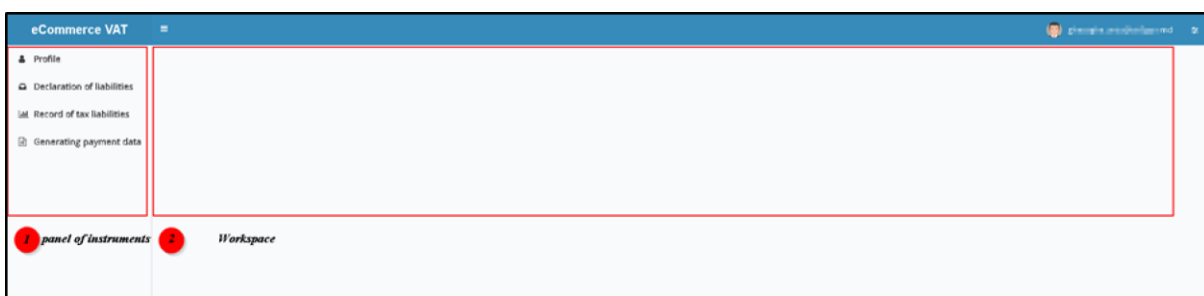 eCommerce VAT
Profile
Declaration of liabilities
Record of tax liabilities
Generating payment data
1 panel of instruments 2 Workspace